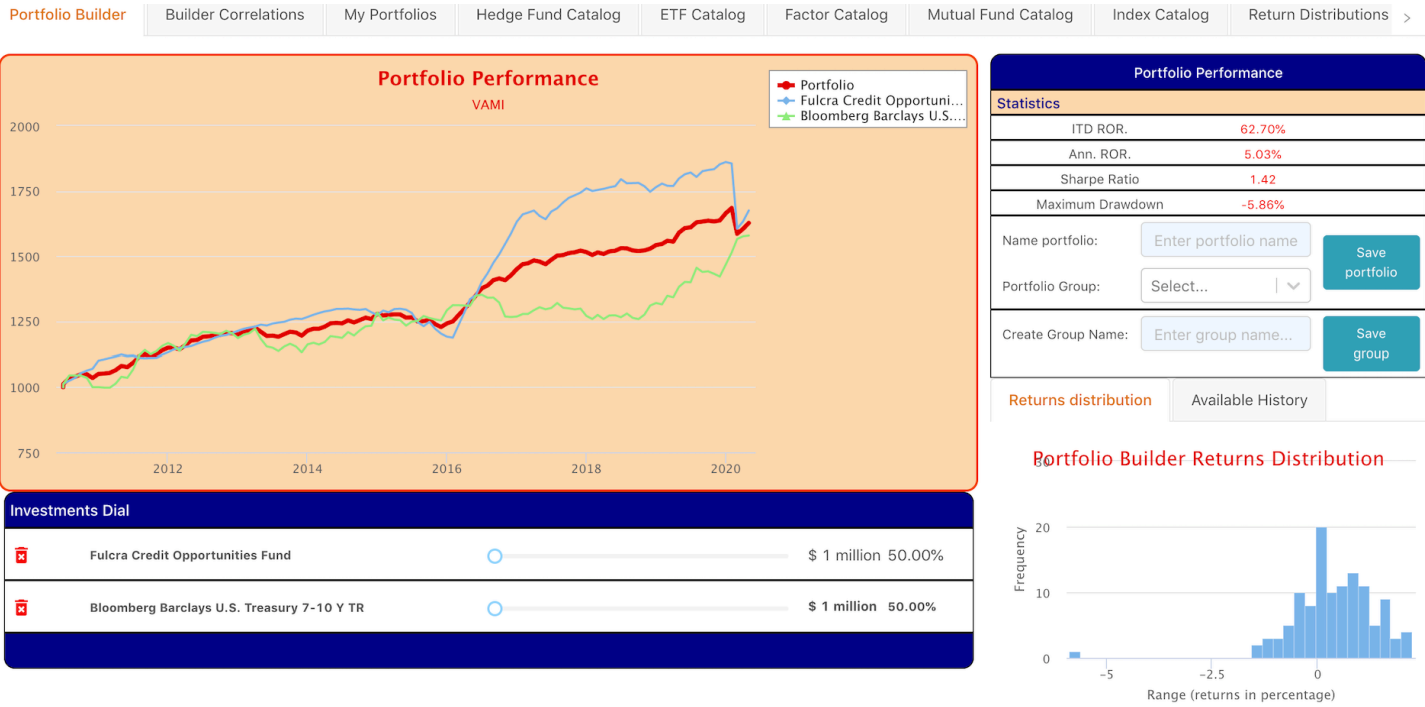 Portfolio Builder
Builder Correlations
My Portfolios
Hedge Fund Catalog
ETF Catalog
Factor Catalog
Mutual Fund Catalog
Index Catalog
Return Distributions
Portfolio Performance
VAMI
Portfolio
Fulcra Credit Opportuni...
Bloomberg Barclays U.S....
2000
1750
1500
1250
1000
750
2012
2014
2016
2018
2020
Investments Dial
Fulcra Credit Opportunities Fund
$ 1 million 50.00%
Bloomberg Barclays U.S. Treasury 7-10 Y TR
$ 1 million 50.00%
Portfolio Performance
Statistics
ITD ROR. 62.70%
Ann. ROR. 5.03%
Sharpe Ratio 1.42
Maximum Drawdown -5.86%
Name portfolio:
Enter portfolio name
Save
portfolio
Portfolio Group:
Select...
Create Group Name:
Enter group name...
Save
group
Returns distribution
Available History
Portfolio Builder Returns Distribution
30
20
10
0
Frequency
−5
−2.5
0
Range (returns in percentage)